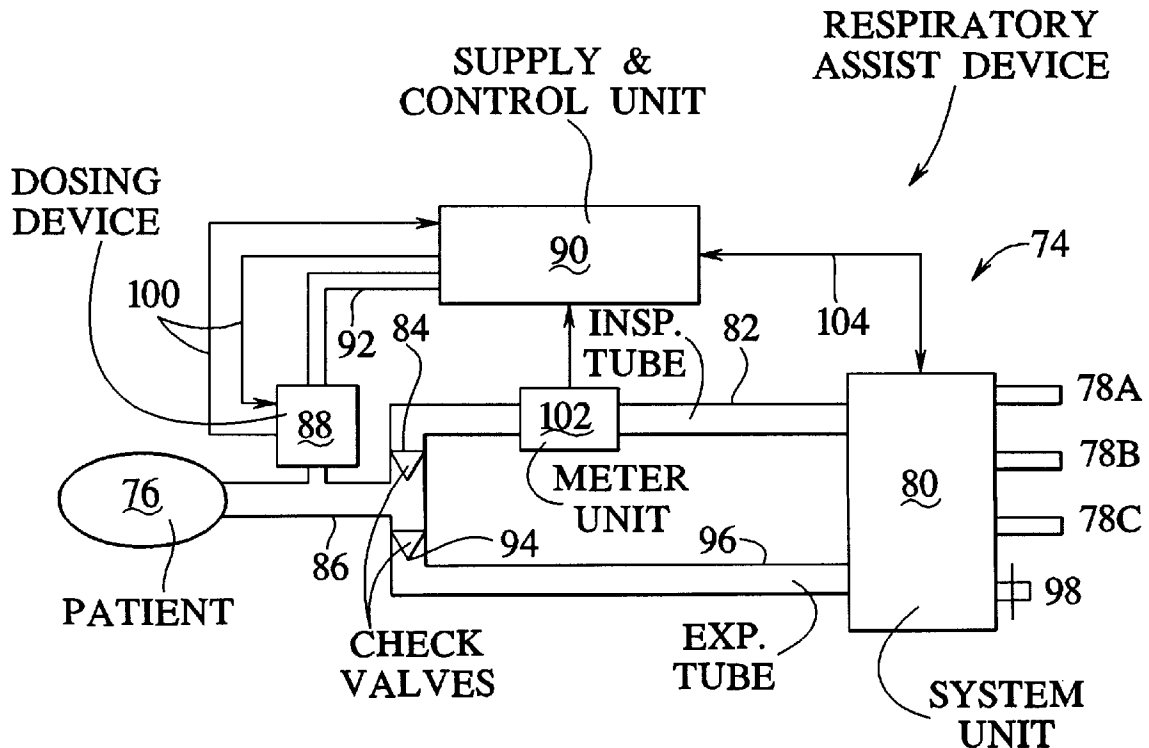 RESPIRATORY
ASSIST DEVICE
SUPPLY &
CONTROL UNIT
DOSING
DEVICE
90
74
100
92
84
INSP.
TUBE
82
104
78A
88
102
78B
METER
UNIT
80
76
78C
86
94
96
98
PATIENT
CHECK
VALVES
EXP.
TUBE
SYSTEM
UNIT